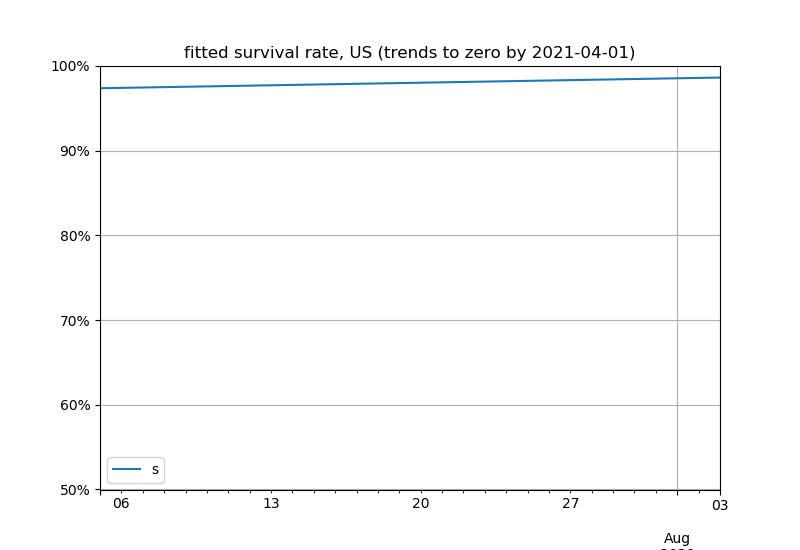 fitted survival rate, US (trends to zero by 2021-04-01)
100%
90%
80%
70%
60%
50%
s
06 13 20 27 03
Aug